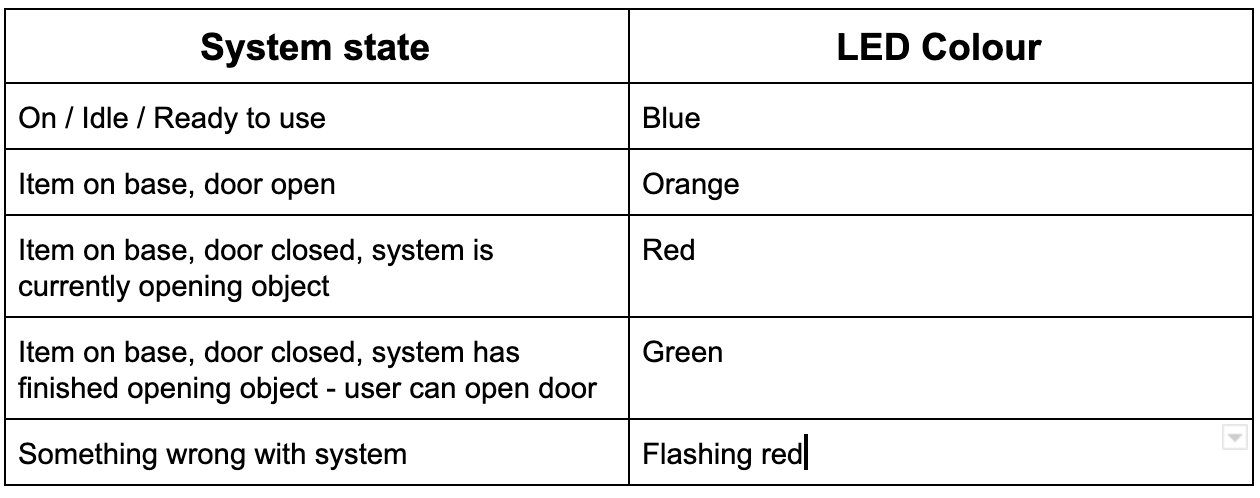 System state
LED Colour
On / Idle / Ready to use
Blue
Item on base, door open
Orange
Item on base, door closed, system is
currently opening object
Red
Item on base, door closed, system has
finished opening object - user can open door
Green
Something wrong with system
Flashing red